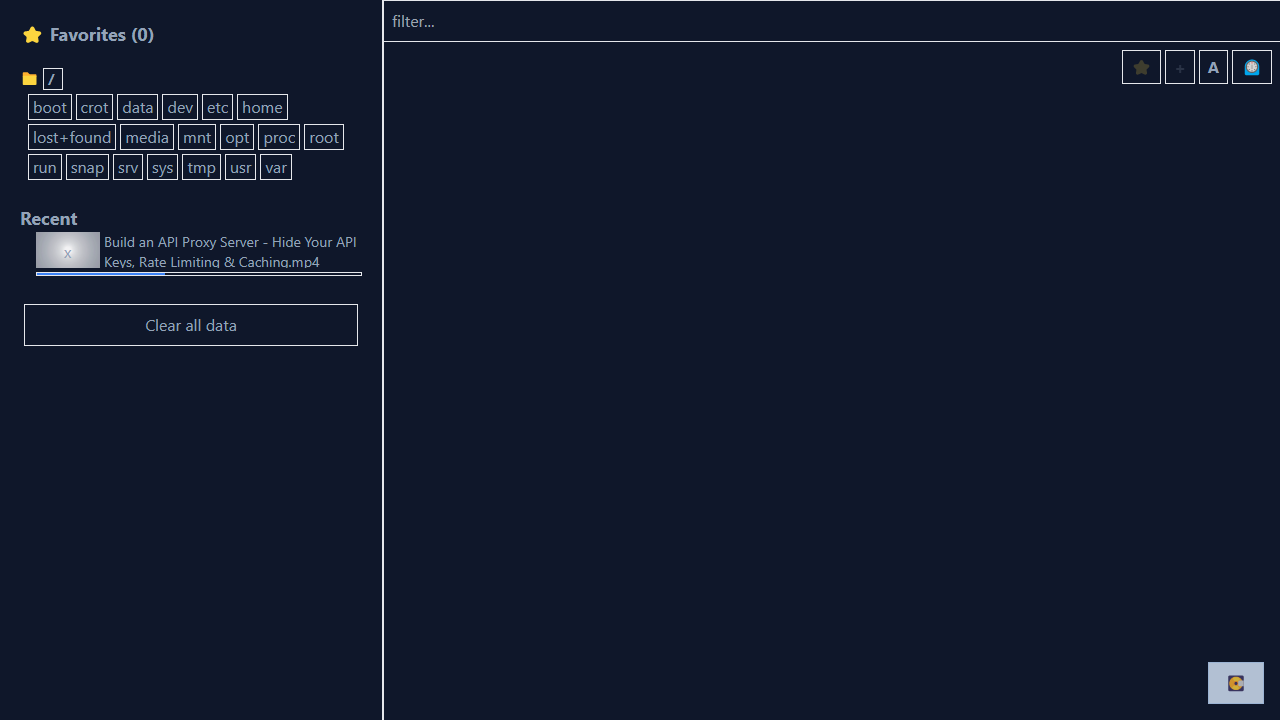 Favorites (0)
/
boot crot data dev etc home
lost+found media mnt opt proc root
run snap srv sys tmp usr var
Recent
x
Build an API Proxy Server - Hide Your API
Keys, Rate Limiting & Caching.mp4
Clear all data
filter...
+ A